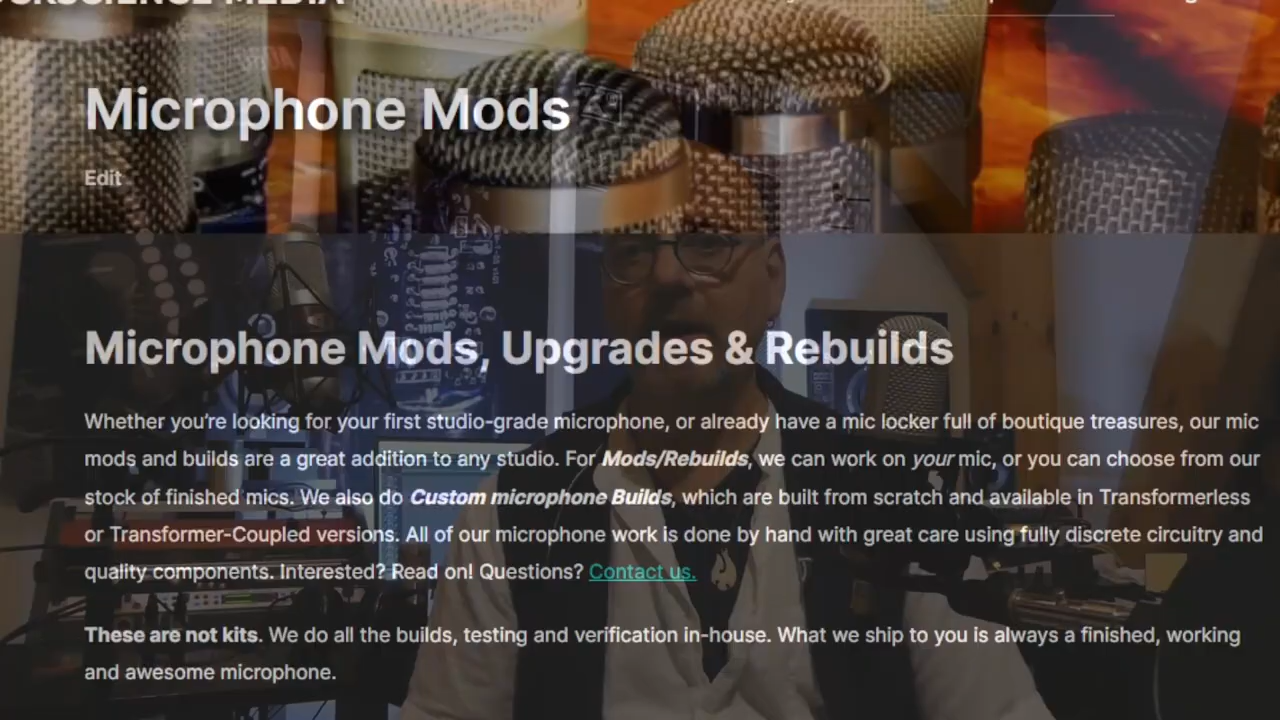 SCIENCE MEDIA
Microphone Mods
Edit
Microphone Mods, Upgrades & Rebuilds
Whether you’re looking for your first studio-grade microphone, or already have a mic locker full of boutique treasures, our mic
mods and builds are a great addition to any studio. For Mods/Rebuilds, we can work on your mic, or you can choose from our
stock of finished mics. We also do Custom microphone Builds, which are built from scratch and available in Transformerless
or Transformer-Coupled versions. All of our microphone work is done by hand with great care using fully discrete circuitry and
quality components. Interested? Read on! Questions? Contact us.
These are not kits. We do all the builds, testing and verification in-house. What we ship to you is always a finished, working
and awesome microphone.